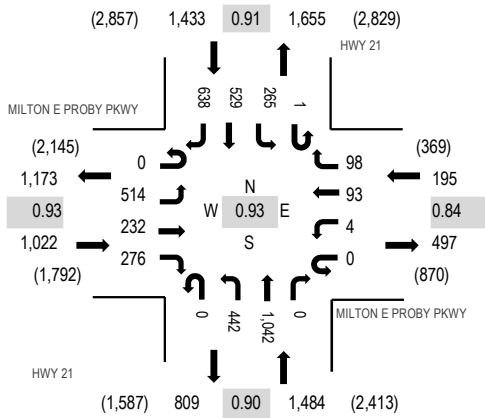 (2,857) 1,433 0.91 1,655 (2,829)
HWY 21
638 529 265 1
MILTON E PROBY PKWY
(2,145) 0 98 (369)
1,173 514 N 93 195
0.93 232 W 0.93 E 4 0.84
1,022 276 S 0 497
(1,792) (870)
0 442 1,042 0
MILTON E PROBY PKWY
HWY 21
(1,587) 809 0.90 1,484 (2,413)